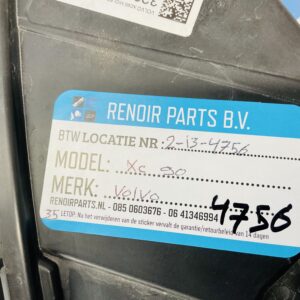 RENOIR PARTS B.V.
BTW LOCATIE NR: 2-i3-4756
MODEL: Xc 90
MERK: Volvo
RENOIRPARTS.NL - 085 0603676 - 06 41346994
4756
35 LETOP: Na het verwijderen van de sticker vervalt de garantie/retourbeleid van 14 dagen